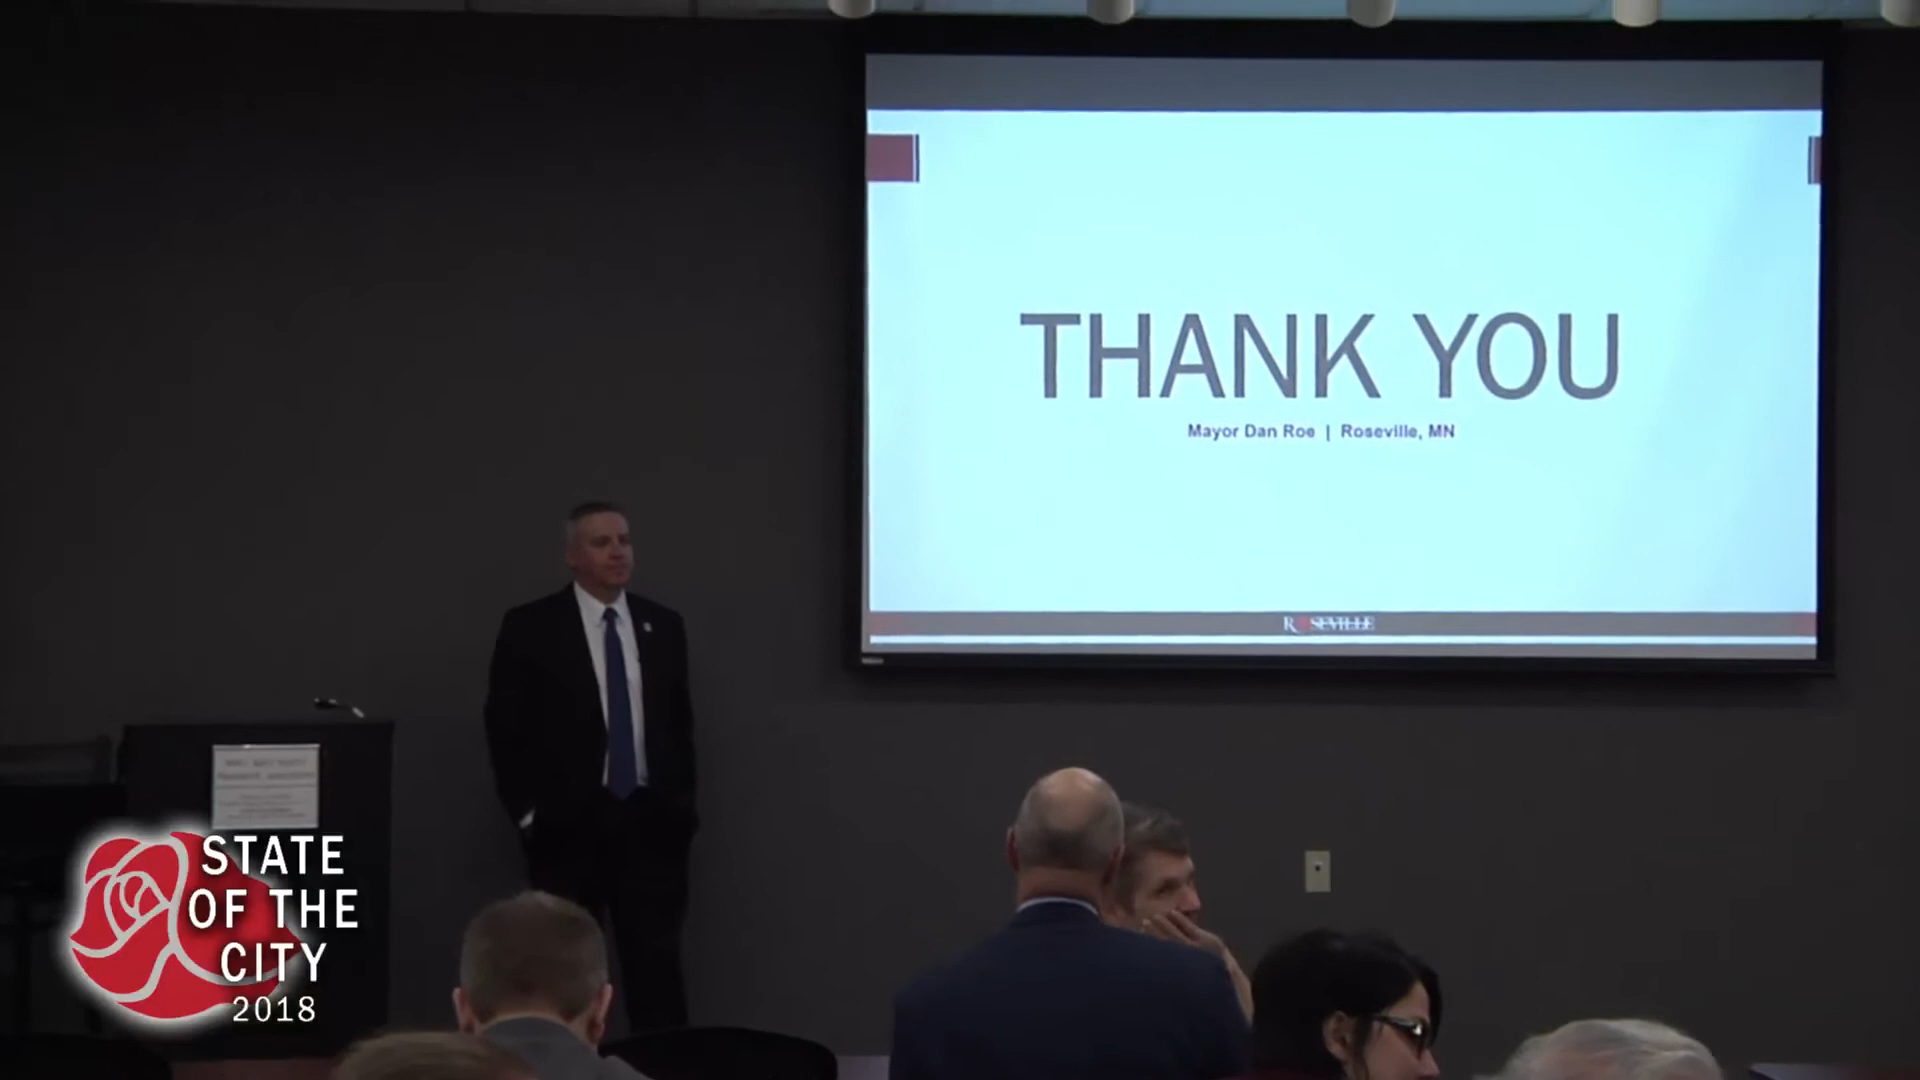 THANK YOU
Mayor Dan Roe | Roseville, MN
ROSEVILLE
STATE
OF THE
CITY
2018